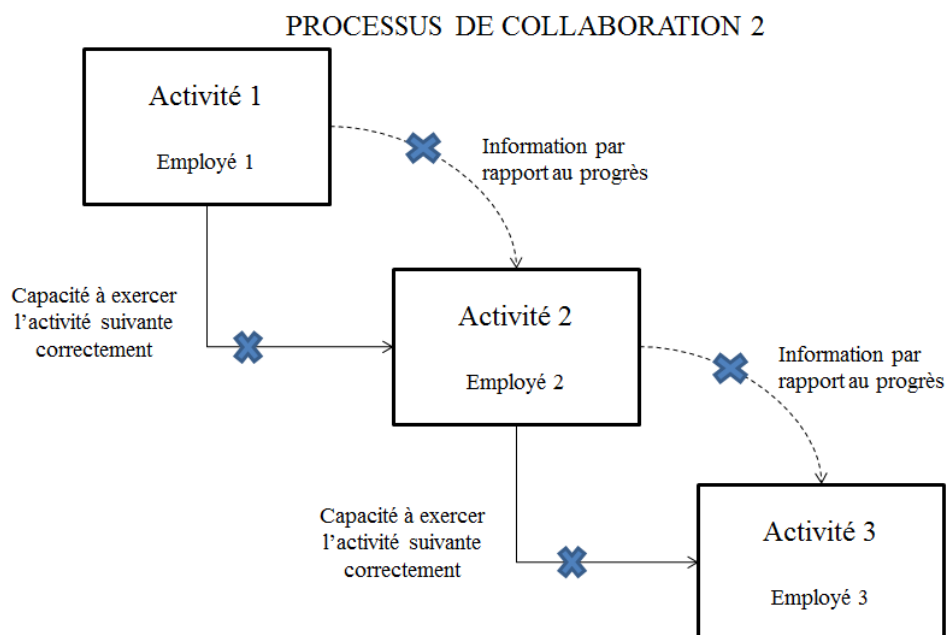 PROCESSUS DE COLLABORATION 2
Activité 1
Employé 1
Information par
rapport au progrès
Capacité à exercer
l’activité suivante
correctement
Activité 2
Employé 2
Information par
rapport au progrès
Capacité à exercer
l’activité suivante
correctement
Activité 3
Employé 3